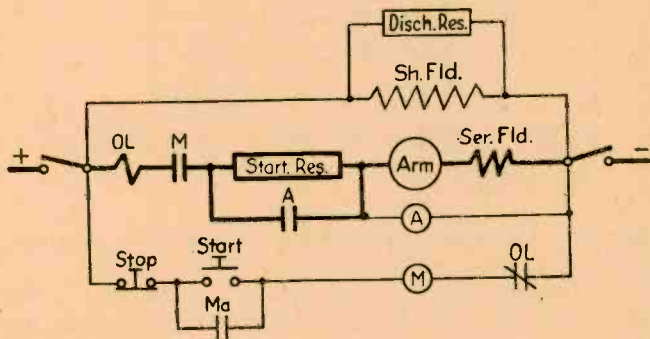 Disch. Res.
Sh. Fld.
OL M Ser. Fld.
+ Start. Res. Arm −
A
A
Stop Start OL
M
Ma